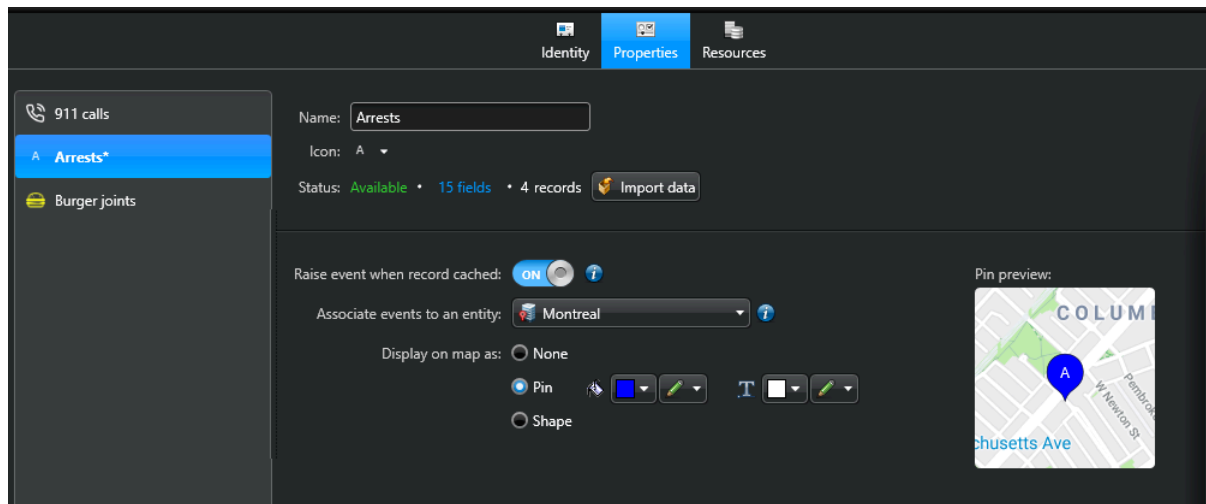 Identity
Properties
Resources
911 calls
A Arrests*
Burger joints
Name: Arrests
Icon: A
Status: Available • 15 fields • 4 records Import data
Raise event when record cached: ON i
Associate events to an entity: Montreal i
Display on map as: None
Pin T
Shape
Pin preview:
COLUM
A
W Newton St
Pembroke
chusetts Ave